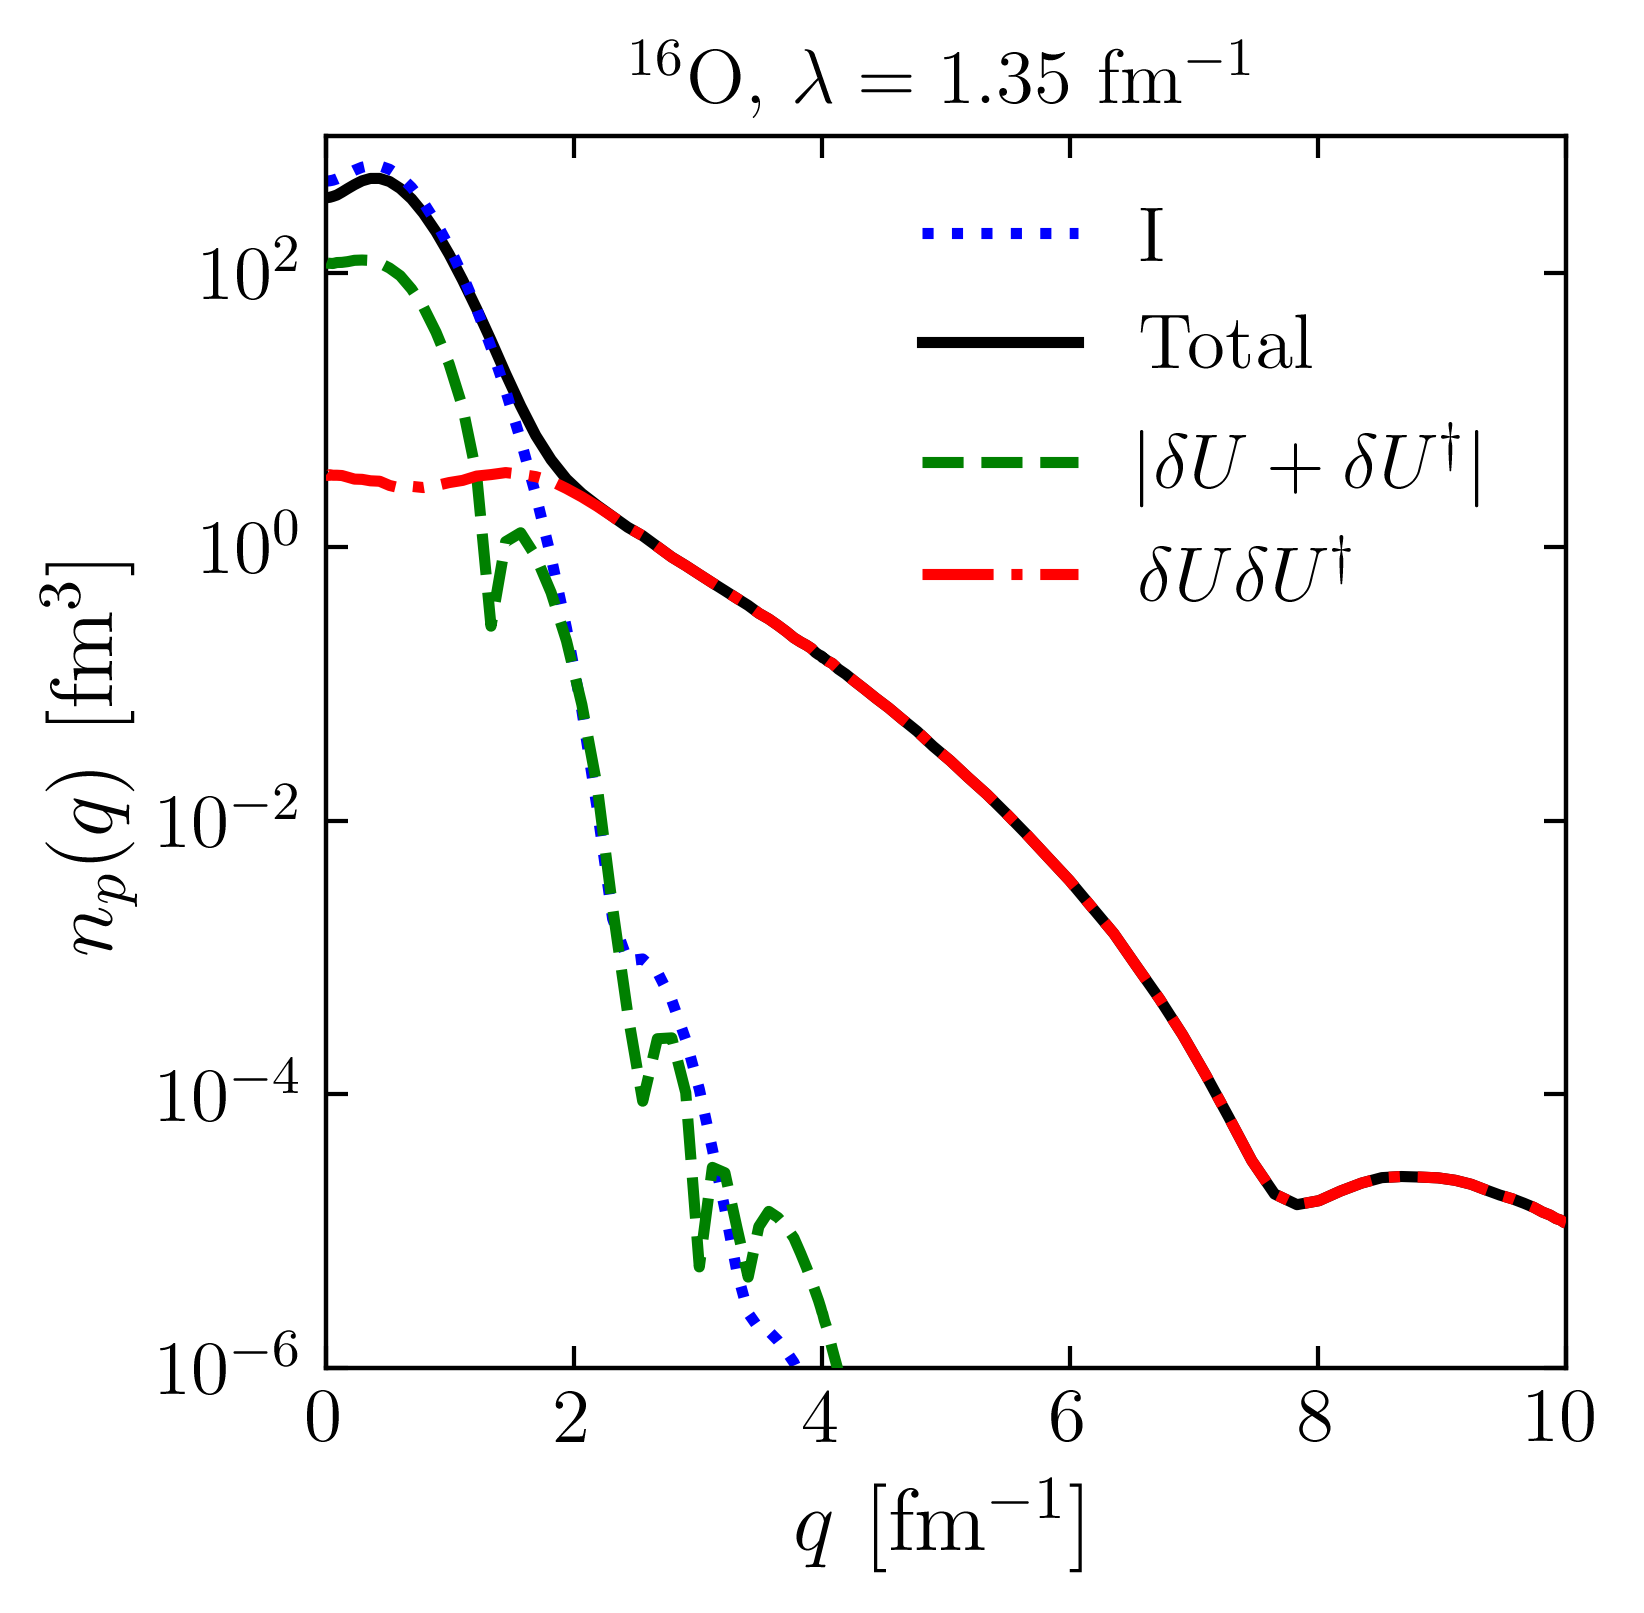 ¹⁶O, λ = 1.35 fm⁻¹
I
Total
|δU + δU†|
δUδU†
n_p(q) [fm³]
10²
10⁰
10⁻²
10⁻⁴
10⁻⁶
0 2 4 6 8 10
q [fm⁻¹]